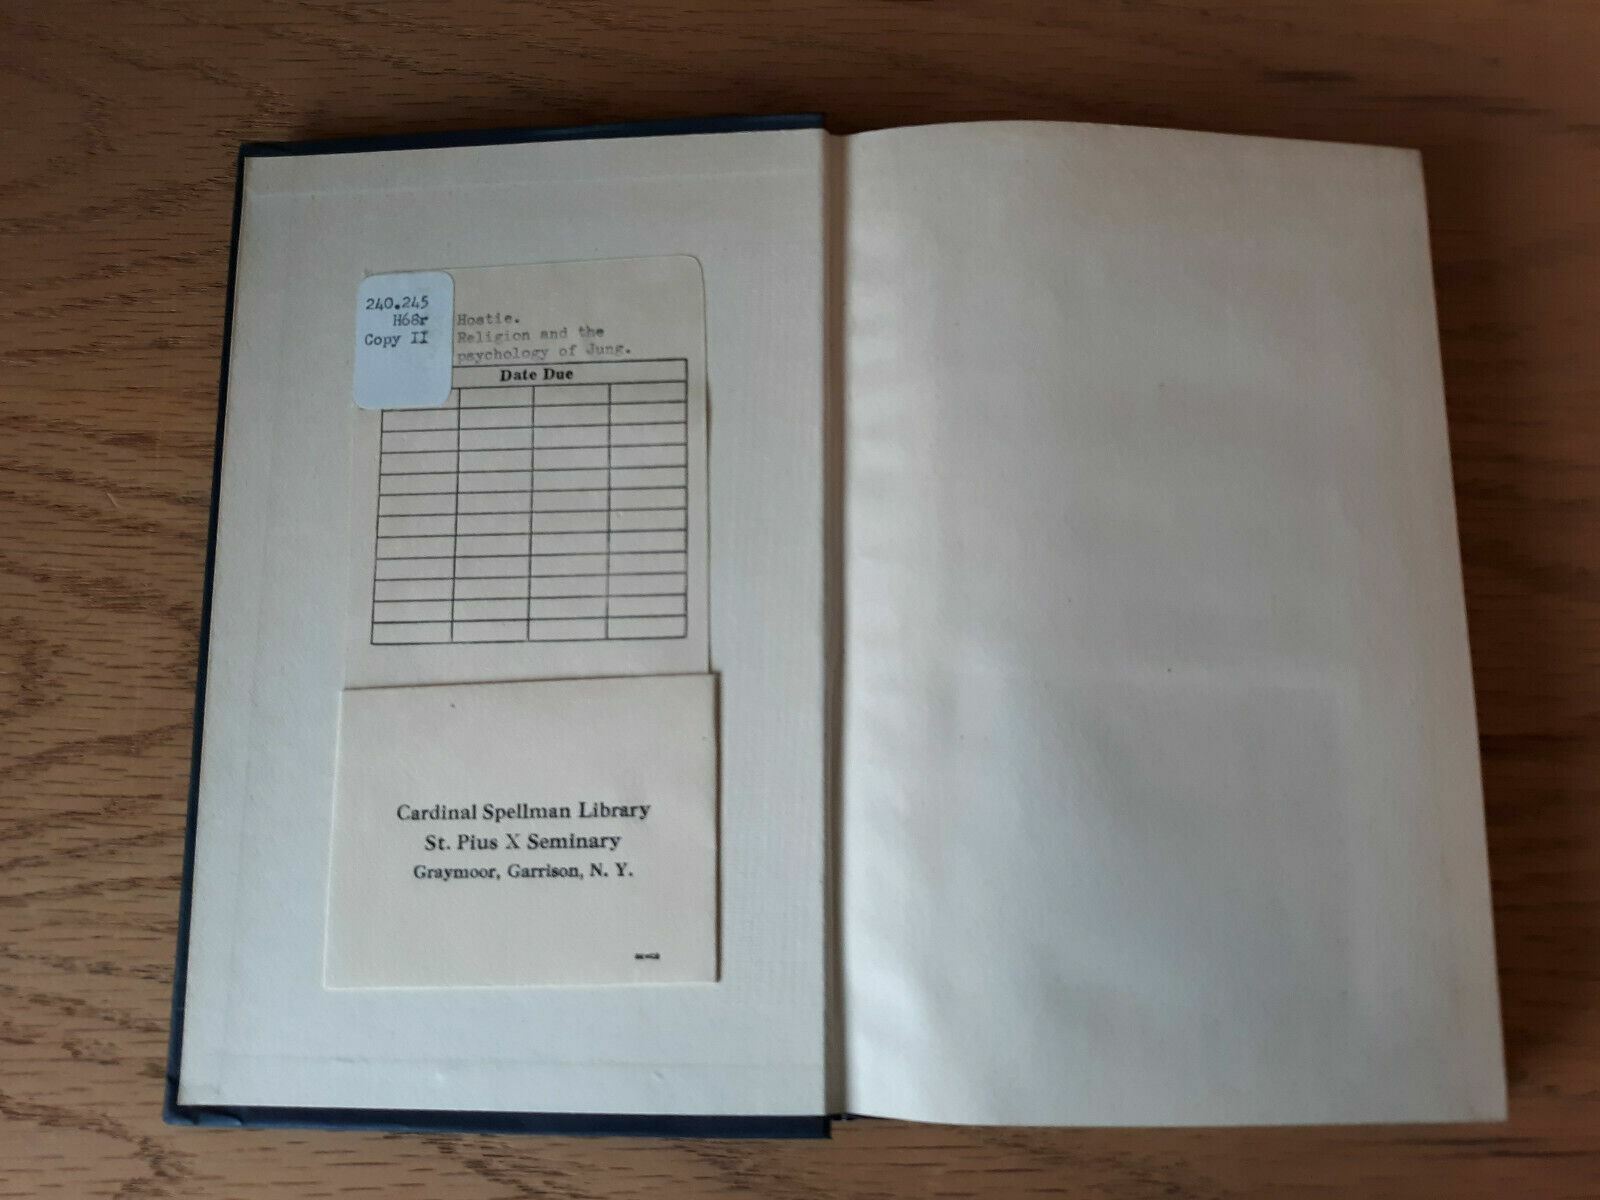 240.245
H68r
Copy II
Hostie.
Religion and the
psychology of Jung.
Date Due
Cardinal Spellman Library
St. Pius X Seminary
Graymoor, Garrison, N. Y.